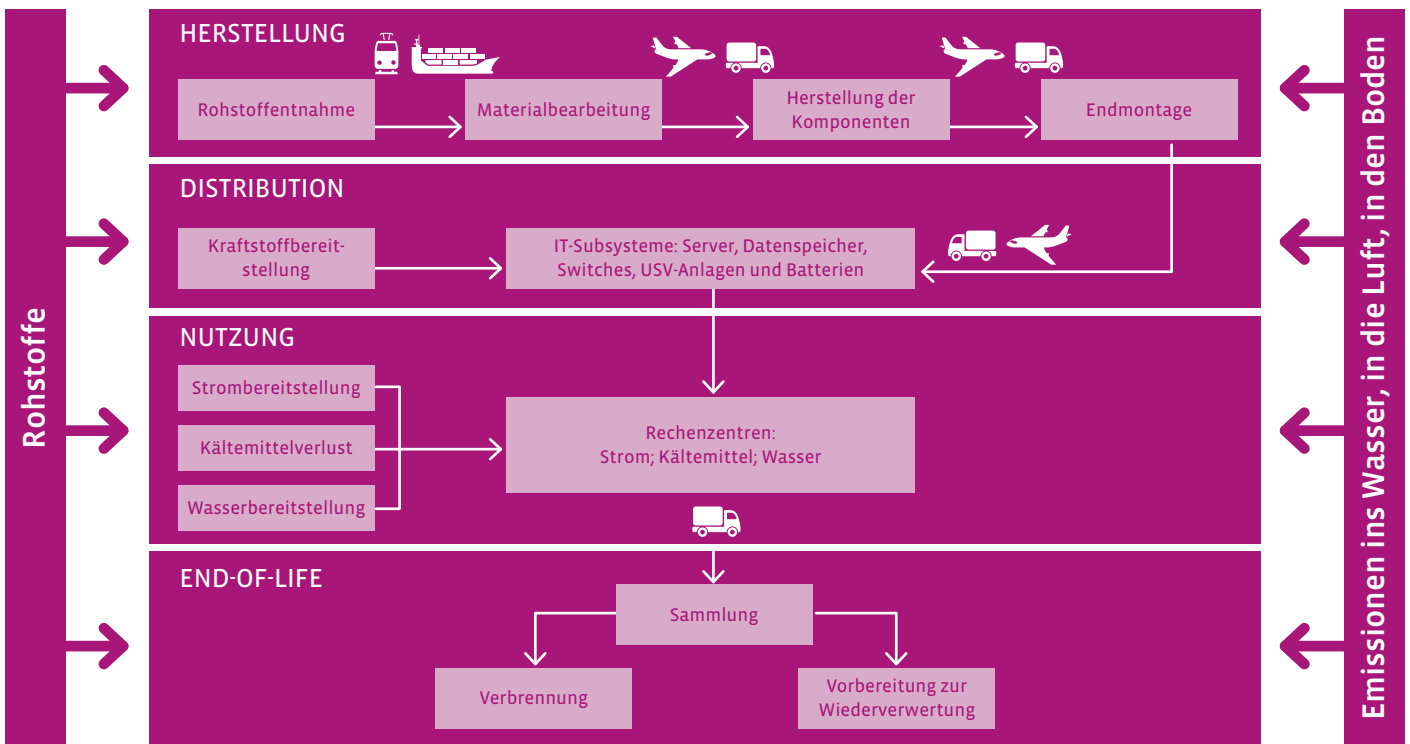 Rohstoffe
HERSTELLUNG
Rohstoffentnahme
Materialbearbeitung
Herstellung der
Komponenten
Endmontage
DISTRIBUTION
Kraftstoffbereit-
stellung
IT-Subsysteme: Server, Datenspeicher,
Switches, USV-Anlagen und Batterien
NUTZUNG
Strombereitstellung
Kältemittelverlust
Wasserbereitstellung
Rechenzentren:
Strom; Kältemittel; Wasser
END-OF-LIFE
Sammlung
Verbrennung
Vorbereitung zur
Wiederverwertung
Emissionen ins Wasser, in die Luft, in den Boden